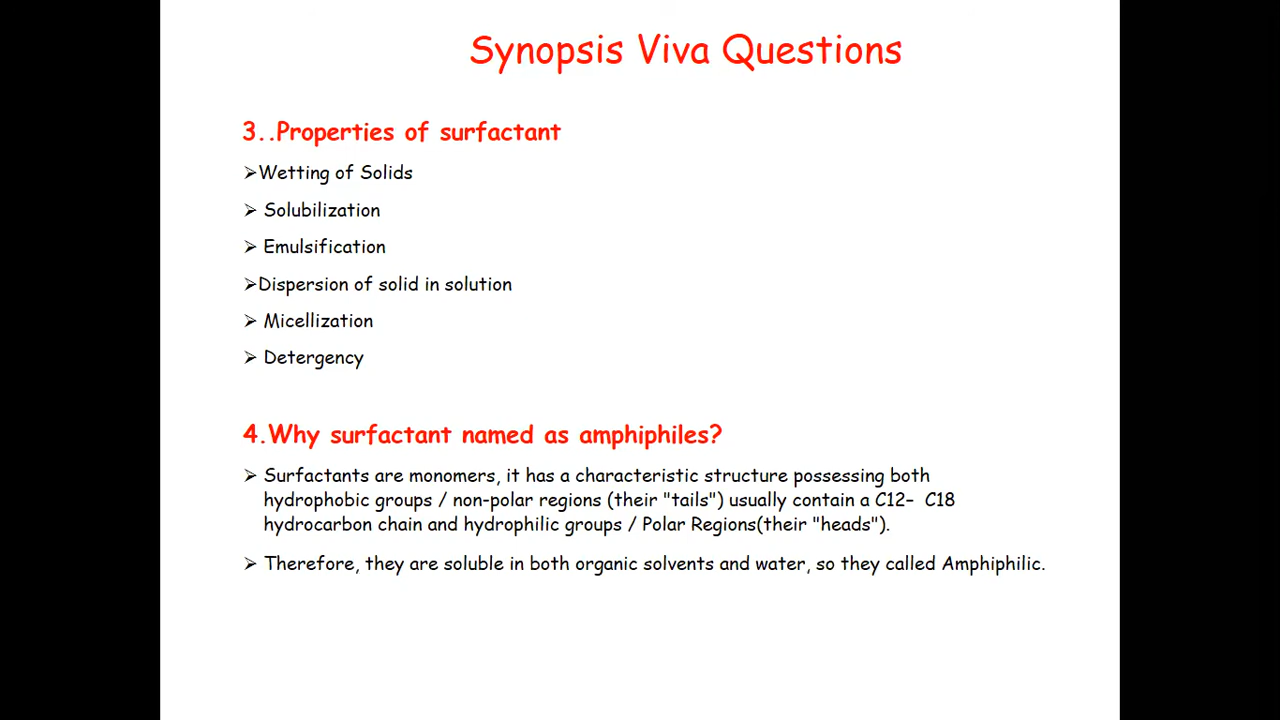 Synopsis Viva Questions
3..Properties of surfactant
➢Wetting of Solids
➢ Solubilization
➢ Emulsification
➢Dispersion of solid in solution
➢ Micellization
➢ Detergency
4.Why surfactant named as amphiphiles?
➢ Surfactants are monomers, it has a characteristic structure possessing both
hydrophobic groups / non-polar regions (their "tails") usually contain a C12– C18
hydrocarbon chain and hydrophilic groups / Polar Regions(their "heads").
➢ Therefore, they are soluble in both organic solvents and water, so they called Amphiphilic.